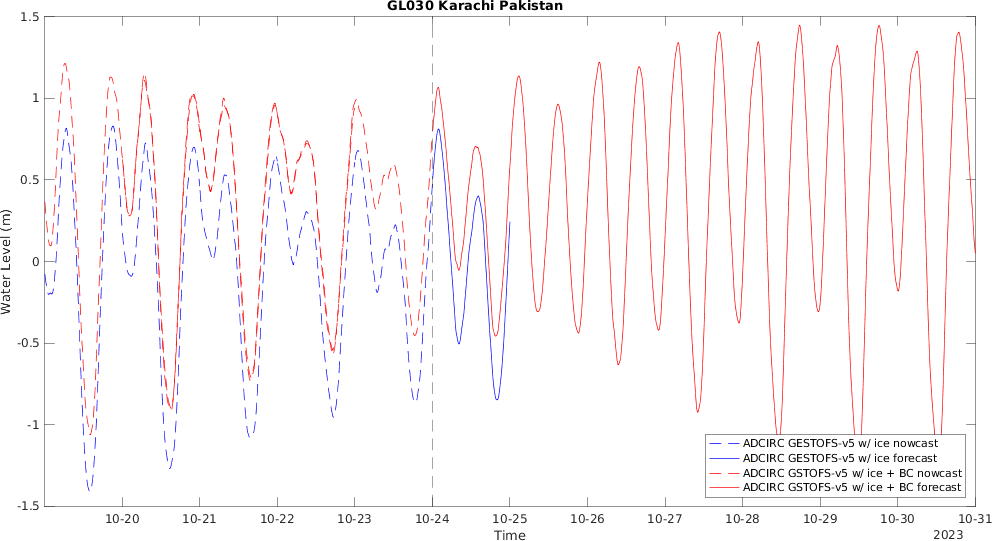 GL030 Karachi Pakistan
1.5
1
0.5
0
-0.5
-1
-1.5
Water Level (m)
10-20 10-21 10-22 10-23 10-24 10-25 10-26 10-27 10-28 10-29 10-30 10-31
Time
2023
ADCIRC GESTOFS-v5 w/ ice nowcast
ADCIRC GESTOFS-v5 w/ ice forecast
ADCIRC GSTOFS-v5 w/ ice + BC nowcast
ADCIRC GSTOFS-v5 w/ ice + BC forecast